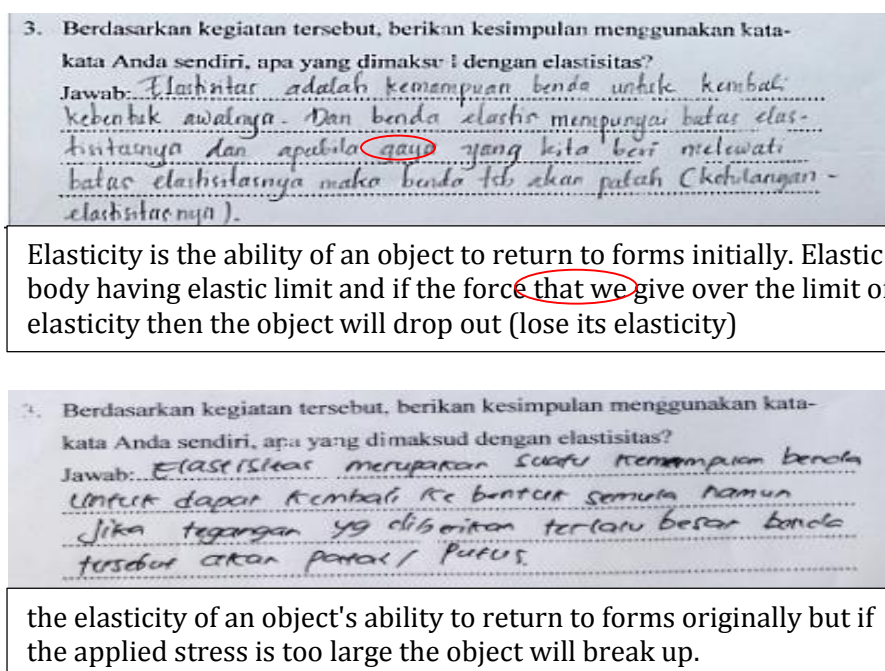 3. Berdasarkan kegiatan tersebut, berikan kesimpulan menggunakan kata-
kata Anda sendiri, apa yang dimaksud dengan elastisitas?
Jawab: Elastisitas adalah kemampuan benda untuk kembali
kebentuk awalnya. Dan benda elastis mempunyai batas elas-
tisitasnya dan apabila gaya yang kita beri melewati
batas elastisitasnya maka benda tsb akan patah (kehilangan -
elastisitasnya).
Elasticity is the ability of an object to return to forms initially. Elastic
body having elastic limit and if the force that we give over the limit of
elasticity then the object will drop out (lose its elasticity)
3. Berdasarkan kegiatan tersebut, berikan kesimpulan menggunakan kata-
kata Anda sendiri, apa yang dimaksud dengan elastisitas?
Jawab: Elastisitas merupakan suatu kemampuan benda
untuk dapat kembali ke bentuk semula namun
Jika tegangan yg diberikan terlalu besar benda
tersebut akan patah / Putus.
the elasticity of an object's ability to return to forms originally but if
the applied stress is too large the object will break up.